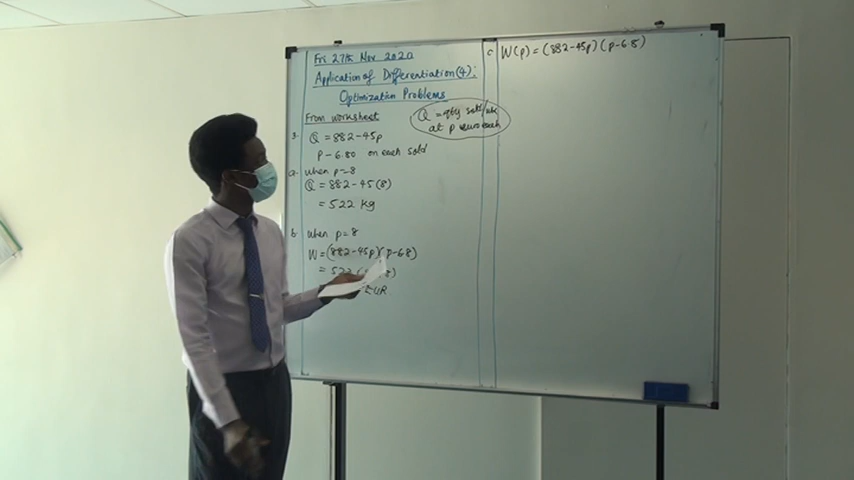 Fri 27th Nov 2020
Application of Differentiation (4):
Optimization Problems
From worksheet
Q = qty sold/
at p euro each
3. Q = 882-45p
P-6.80 on each sold
a. when p=8
Q = 882-45(8)
= 522 kg
b. when p=8
W = (882-45p)(p-6.8)
= 522( 8)
c. W(p) = (882-45p)(p-6.8)